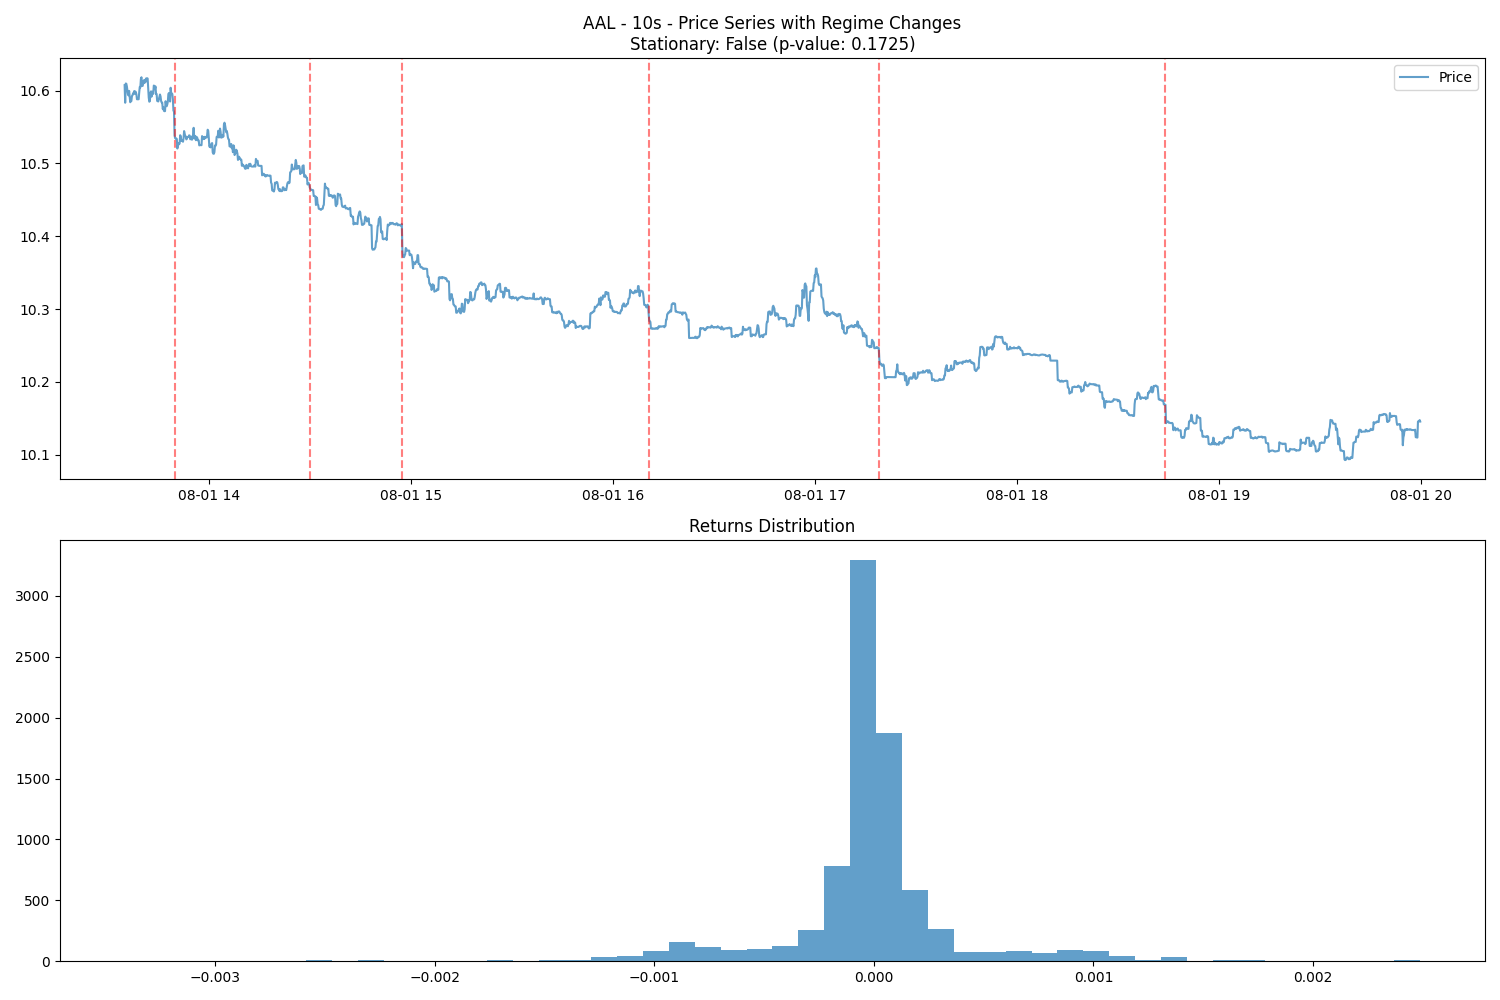 AAL - 10s - Price Series with Regime Changes
Stationary: False (p-value: 0.1725)
Price
10.6
10.5
10.4
10.3
10.2
10.1
08-01 14 08-01 15 08-01 16 08-01 17 08-01 18 08-01 19 08-01 20
Returns Distribution
3000
2500
2000
1500
1000
500
0
−0.003 −0.002 −0.001 0.000 0.001 0.002